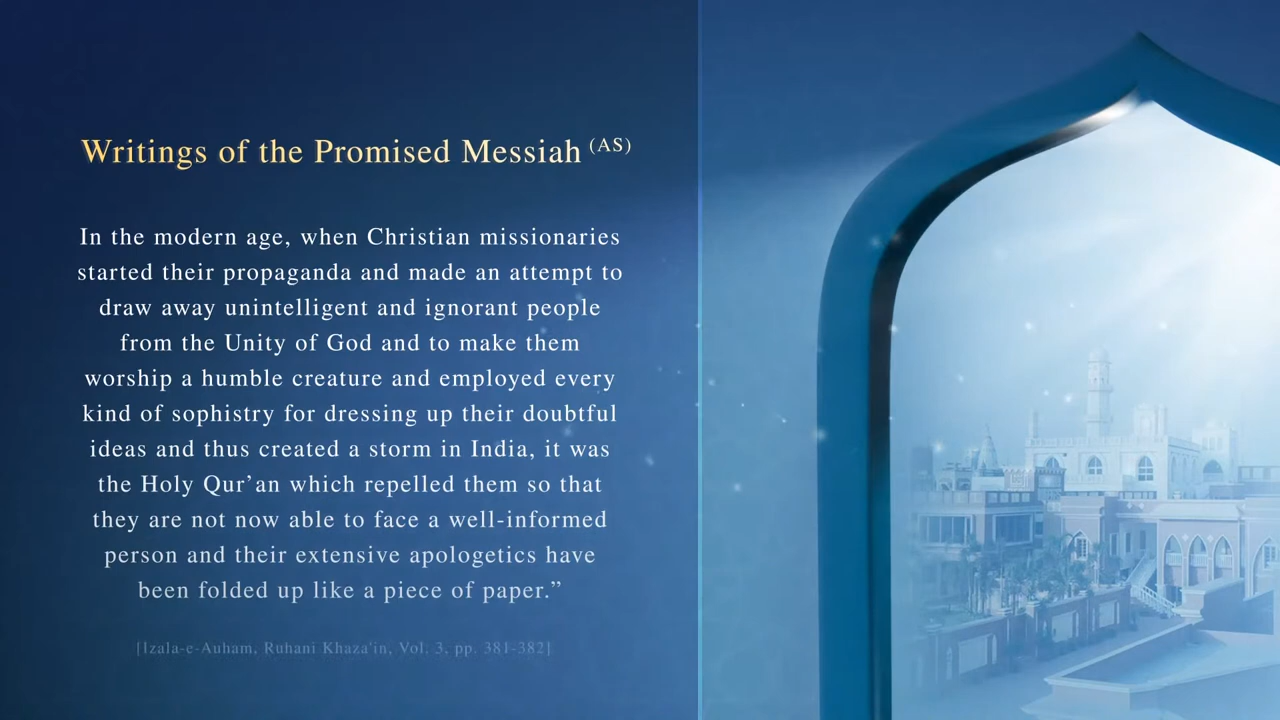 Writings of the Promised Messiah (AS)
In the modern age, when Christian missionaries
started their propaganda and made an attempt to
draw away unintelligent and ignorant people
from the Unity of God and to make them
worship a humble creature and employed every
kind of sophistry for dressing up their doubtful
ideas and thus created a storm in India, it was
the Holy Qur’an which repelled them so that
they are not now able to face a well-informed
person and their extensive apologetics have
been folded up like a piece of paper.”
[Izala-e-Auham, Ruhani Khaza'in, Vol. 3, pp. 381-382]